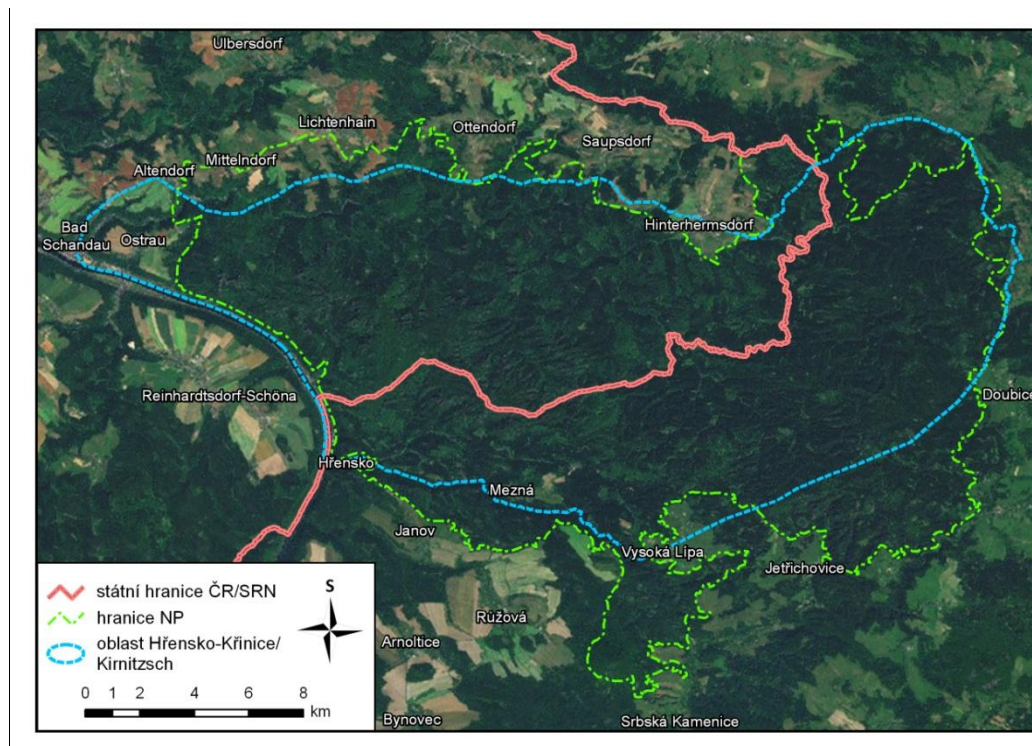 Ulbersdorf
Lichtenhain
Ottendorf
Mittelndorf
Saupsdorf
Altendorf
Bad
Schandau
Ostrau
Hinterhermsdorf
Reinhardtsdorf-Schöna
Doubice
Hřensko
Mezná
Janov
Vysoká Lípa
Jetřichovice
Růžová
Arnoltice
Bynovec
Srbská Kamenice
státní hranice ČR/SRN
hranice NP
oblast Hřensko-Křinice/
Kirnitzsch
S
0 1 2 4 6 8
km